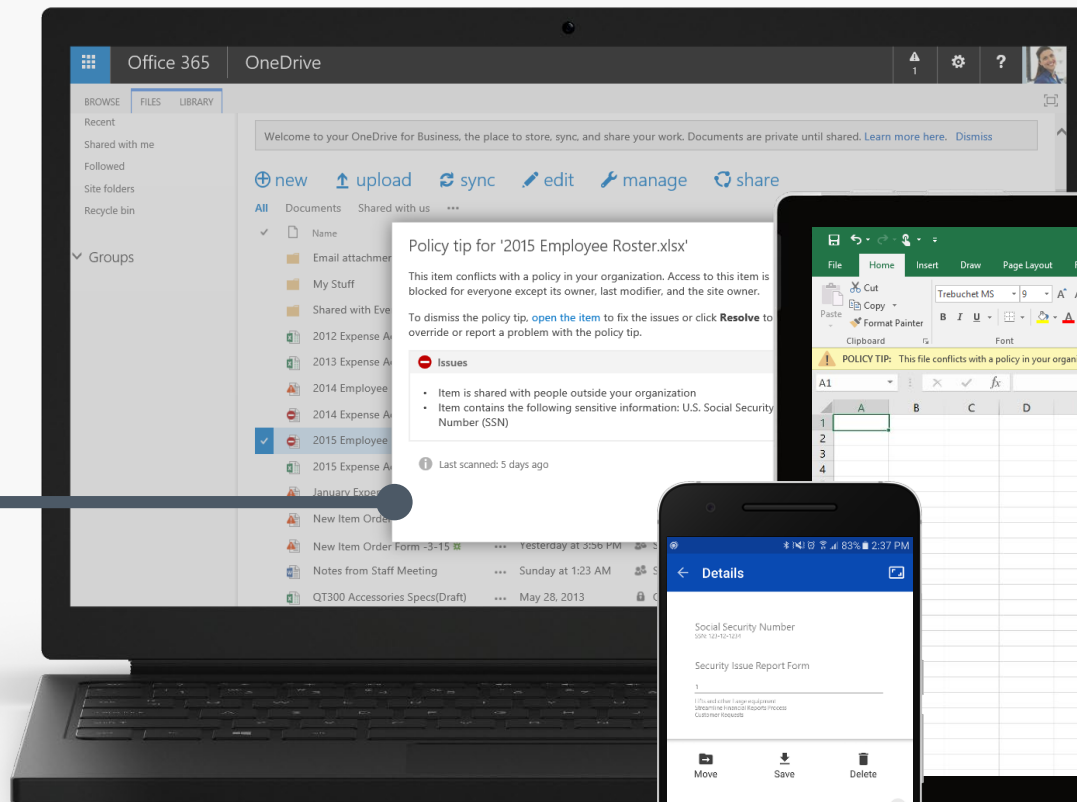 Office 365
OneDrive
1
?
BROWSE
FILES
LIBRARY
Recent
Shared with me
Followed
Site folders
Recycle bin
Groups
Welcome to your OneDrive for Business, the place to store, sync, and share your work. Documents are private until shared. Learn more here. Dismiss
new
upload
sync
edit
manage
share
All
Documents
Shared with us
Name
Email attachmen
My Stuff
Shared with Eve
2012 Expense A
2013 Expense A
2014 Employee
2014 Expense A
2015 Employee
2015 Expense A
January Expen
New Item Order
New Item Order Form -3-15
Yesterday at 3:56 PM
S
Notes from Staff Meeting
Sunday at 1:23 AM
S
QT300 Accessories Specs(Draft)
May 28, 2013
Policy tip for '2015 Employee Roster.xlsx'
This item conflicts with a policy in your organization. Access to this item is
blocked for everyone except its owner, last modifier, and the site owner.
To dismiss the policy tip, open the item to fix the issues or click Resolve to
override or report a problem with the policy tip.
Issues
• Item is shared with people outside your organization
• Item contains the following sensitive information: U.S. Social Security
Number (SSN)
Last scanned: 5 days ago
File
Home
Insert
Draw
Page Layout
Cut
Copy
Paste
Format Painter
Clipboard
Trebuchet MS
9
A
B I U
A
Font
POLICY TIP: This file conflicts with a policy in your organ
A1
fx
A
B
C
D
1
2
3
4
83%
2:37 PM
Details
Social Security Number
SSN: 123-12-1234
Security Issue Report Form
1
Streamline Financial Reports Process
Customer Requests
Move
Save
Delete